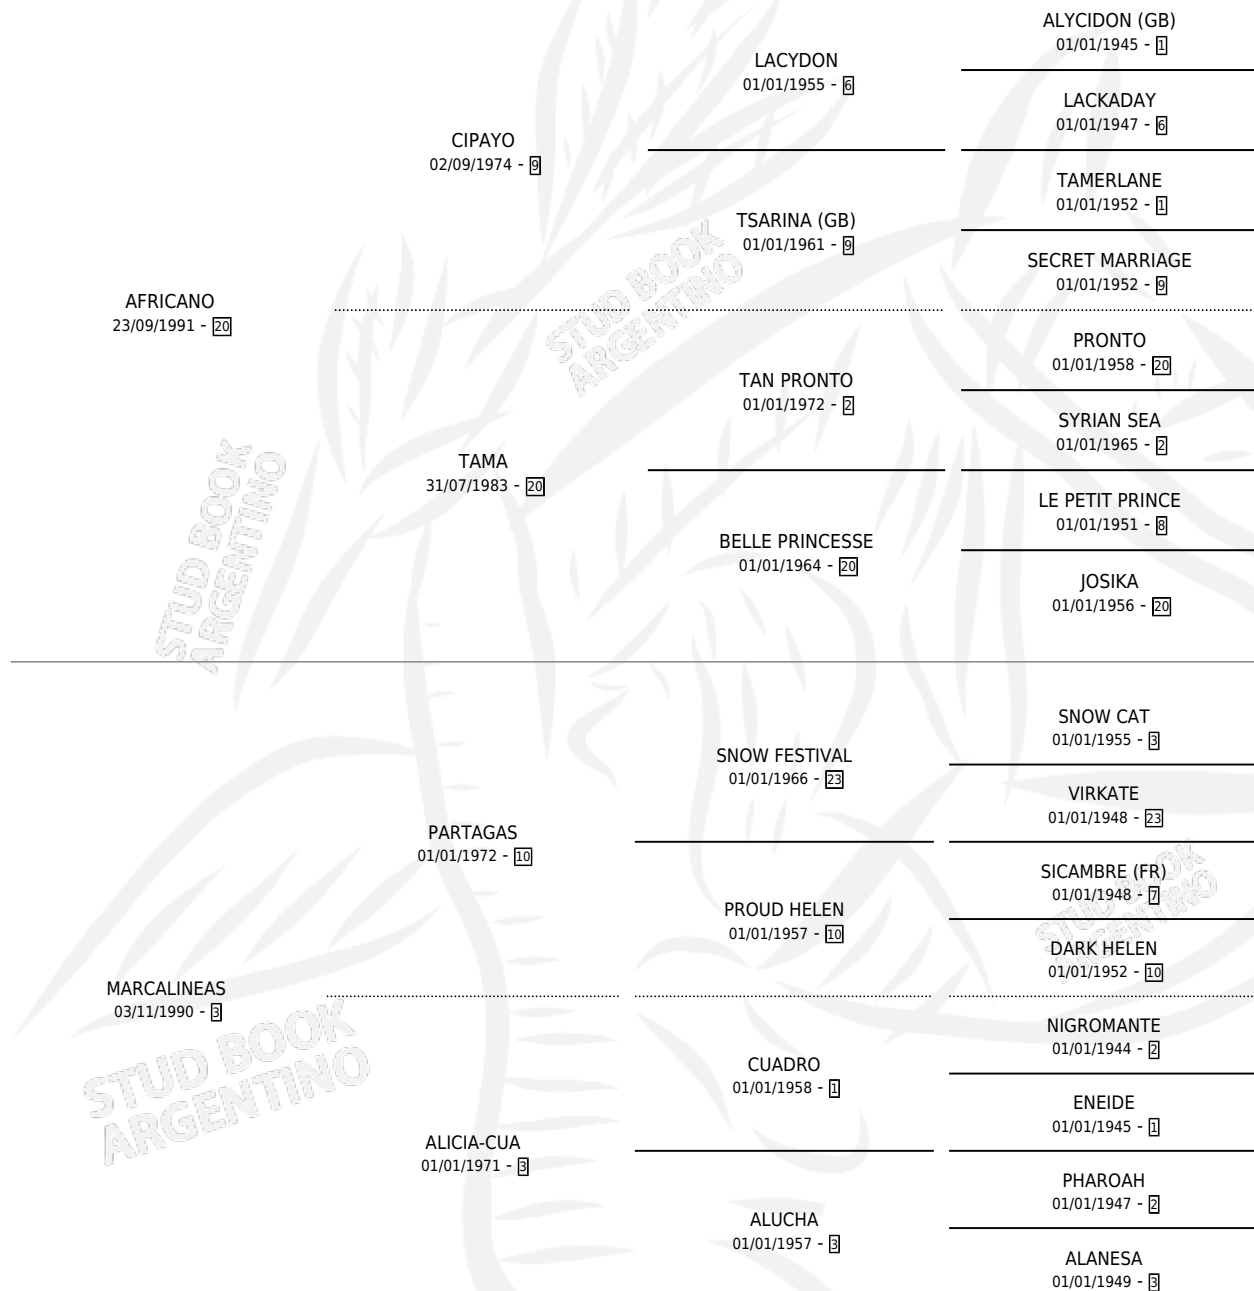 ALYCIDON (GB)
01/01/1945 - 1
LACYDON
01/01/1955 - 6
LACKADAY
01/01/1947 - 6
CIPAYO
02/09/1974 - 9
TAMERLANE
01/01/1952 - 1
TSARINA (GB)
01/01/1961 - 9
SECRET MARRIAGE
01/01/1952 - 9
AFRICANO
23/09/1991 - 20
PRONTO
01/01/1958 - 20
TAN PRONTO
01/01/1972 - 2
SYRIAN SEA
01/01/1965 - 2
TAMA
31/07/1983 - 20
LE PETIT PRINCE
01/01/1951 - 8
BELLE PRINCESSE
01/01/1964 - 20
JOSIKA
01/01/1956 - 20
SNOW CAT
01/01/1955 - 3
SNOW FESTIVAL
01/01/1966 - 23
VIRKATE
01/01/1948 - 23
PARTAGAS
01/01/1972 - 10
SICAMBRE (FR)
01/01/1948 - 7
PROUD HELEN
01/01/1957 - 10
DARK HELEN
01/01/1952 - 10
MARCALINEAS
03/11/1990 - 3
NIGROMANTE
01/01/1944 - 2
CUADRO
01/01/1958 - 1
ENEIDE
01/01/1945 - 1
ALICIA-CUA
01/01/1971 - 3
PHAROAH
01/01/1947 - 2
ALUCHA
01/01/1957 - 3
ALANESA
01/01/1949 - 3
STUD BOOK
ARGENTINO
STUD BOOK
ARGENTINO
STUD BOOK
ARGENTINO
STUD BOOK
ARGENTINO